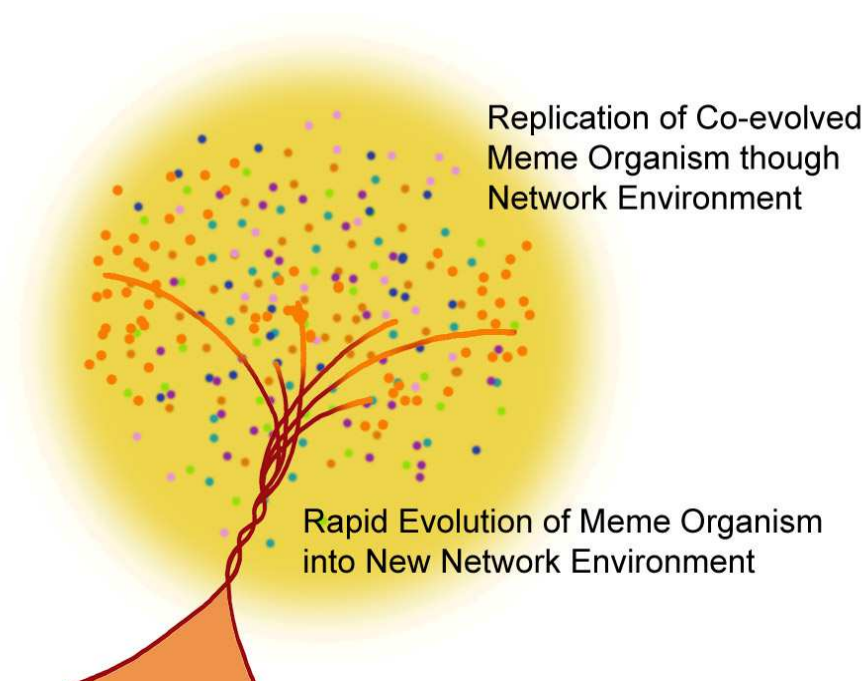 Replication of Co-evolved
Meme Organism though
Network Environment
Rapid Evolution of Meme Organism
into New Network Environment